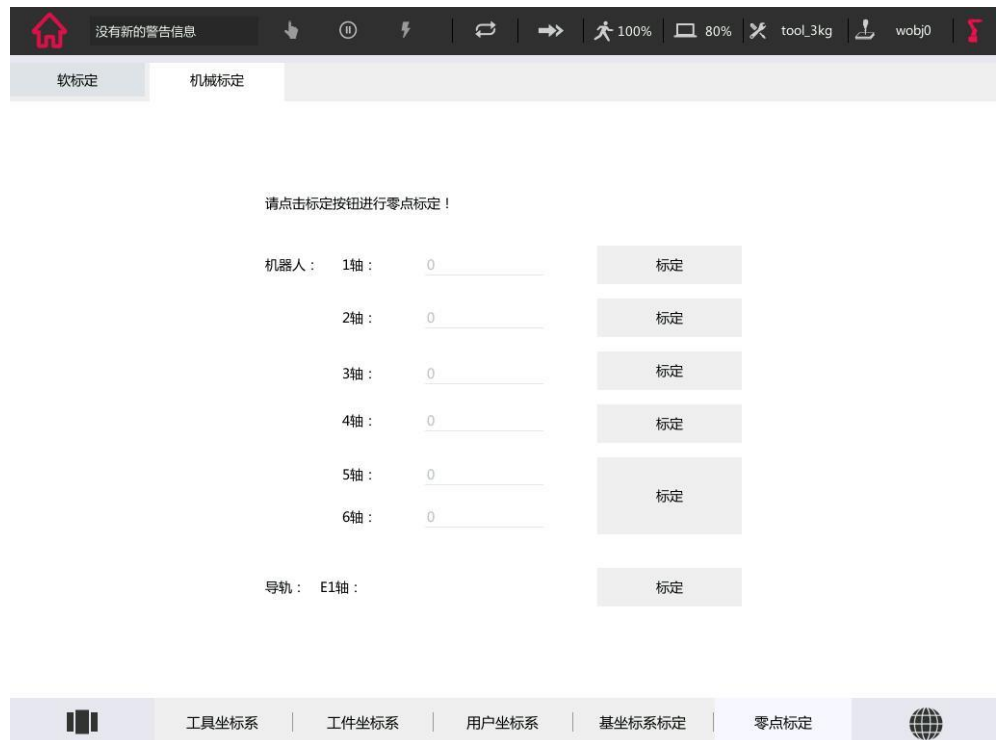 没有新的警告信息 100% 80% tool_3kg wobj0
软标定 机械标定
请点击标定按钮进行零点标定！
机器人： 1轴： 0 标定
2轴： 0 标定
3轴： 0 标定
4轴： 0 标定
5轴： 0
标定
6轴： 0
导轨： E1轴： 标定
工具坐标系 工件坐标系 用户坐标系 基坐标系标定 零点标定